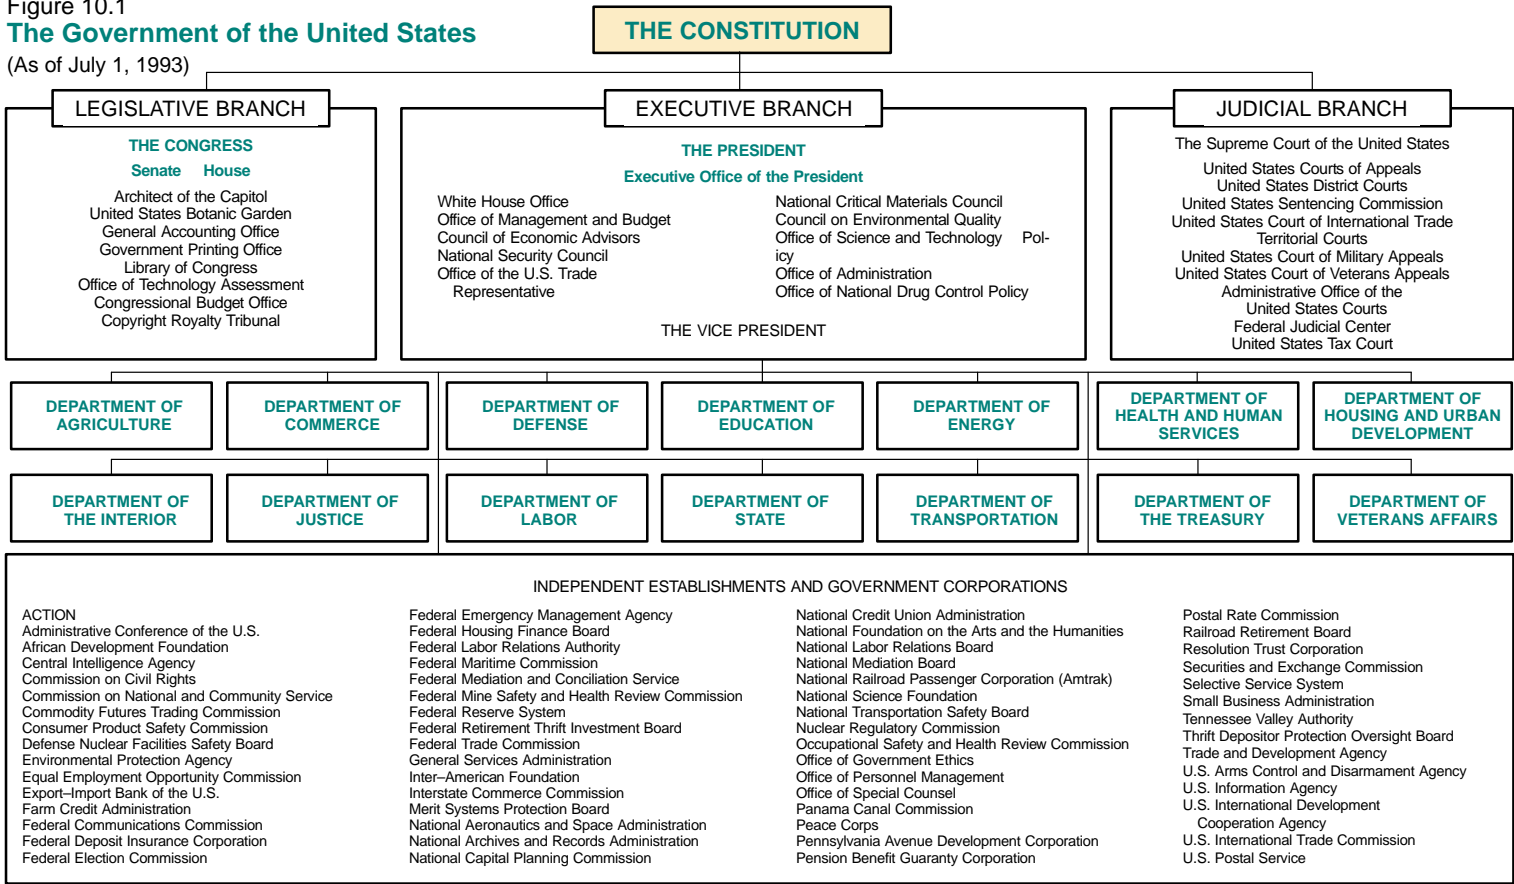 Figure 10.1
The Government of the United States
(As of July 1, 1993)
THE CONSTITUTION
LEGISLATIVE BRANCH
THE CONGRESS
Senate House
Architect of the Capitol
United States Botanic Garden
General Accounting Office
Government Printing Office
Library of Congress
Office of Technology Assessment
Congressional Budget Office
Copyright Royalty Tribunal
EXECUTIVE BRANCH
THE PRESIDENT
Executive Office of the President
White House Office
Office of Management and Budget
Council of Economic Advisors
National Security Council
Office of the U.S. Trade
Representative
National Critical Materials Council
Council on Environmental Quality
Office of Science and Technology Pol-
icy
Office of Administration
Office of National Drug Control Policy
THE VICE PRESIDENT
JUDICIAL BRANCH
The Supreme Court of the United States
United States Courts of Appeals
United States District Courts
United States Sentencing Commission
United States Court of International Trade
Territorial Courts
United States Court of Military Appeals
United States Court of Veterans Appeals
Administrative Office of the
United States Courts
Federal Judicial Center
United States Tax Court
DEPARTMENT OF
AGRICULTURE
DEPARTMENT OF
COMMERCE
DEPARTMENT OF
DEFENSE
DEPARTMENT OF
EDUCATION
DEPARTMENT OF
ENERGY
DEPARTMENT OF
HEALTH AND HUMAN
SERVICES
DEPARTMENT OF
HOUSING AND URBAN
DEVELOPMENT
DEPARTMENT OF
THE INTERIOR
DEPARTMENT OF
JUSTICE
DEPARTMENT OF
LABOR
DEPARTMENT OF
STATE
DEPARTMENT OF
TRANSPORTATION
DEPARTMENT OF
THE TREASURY
DEPARTMENT OF
VETERANS AFFAIRS
INDEPENDENT ESTABLISHMENTS AND GOVERNMENT CORPORATIONS
ACTION
Administrative Conference of the U.S.
African Development Foundation
Central Intelligence Agency
Commission on Civil Rights
Commission on National and Community Service
Commodity Futures Trading Commission
Consumer Product Safety Commission
Defense Nuclear Facilities Safety Board
Environmental Protection Agency
Equal Employment Opportunity Commission
Export–Import Bank of the U.S.
Farm Credit Administration
Federal Communications Commission
Federal Deposit Insurance Corporation
Federal Election Commission
Federal Emergency Management Agency
Federal Housing Finance Board
Federal Labor Relations Authority
Federal Maritime Commission
Federal Mediation and Conciliation Service
Federal Mine Safety and Health Review Commission
Federal Reserve System
Federal Retirement Thrift Investment Board
Federal Trade Commission
General Services Administration
Inter–American Foundation
Interstate Commerce Commission
Merit Systems Protection Board
National Aeronautics and Space Administration
National Archives and Records Administration
National Capital Planning Commission
National Credit Union Administration
National Foundation on the Arts and the Humanities
National Labor Relations Board
National Mediation Board
National Railroad Passenger Corporation (Amtrak)
National Science Foundation
National Transportation Safety Board
Nuclear Regulatory Commission
Occupational Safety and Health Review Commission
Office of Government Ethics
Office of Personnel Management
Office of Special Counsel
Panama Canal Commission
Peace Corps
Pennsylvania Avenue Development Corporation
Pension Benefit Guaranty Corporation
Postal Rate Commission
Railroad Retirement Board
Resolution Trust Corporation
Securities and Exchange Commission
Selective Service System
Small Business Administration
Tennessee Valley Authority
Thrift Depositor Protection Oversight Board
Trade and Development Agency
U.S. Arms Control and Disarmament Agency
U.S. Information Agency
U.S. International Development
Cooperation Agency
U.S. International Trade Commission
U.S. Postal Service